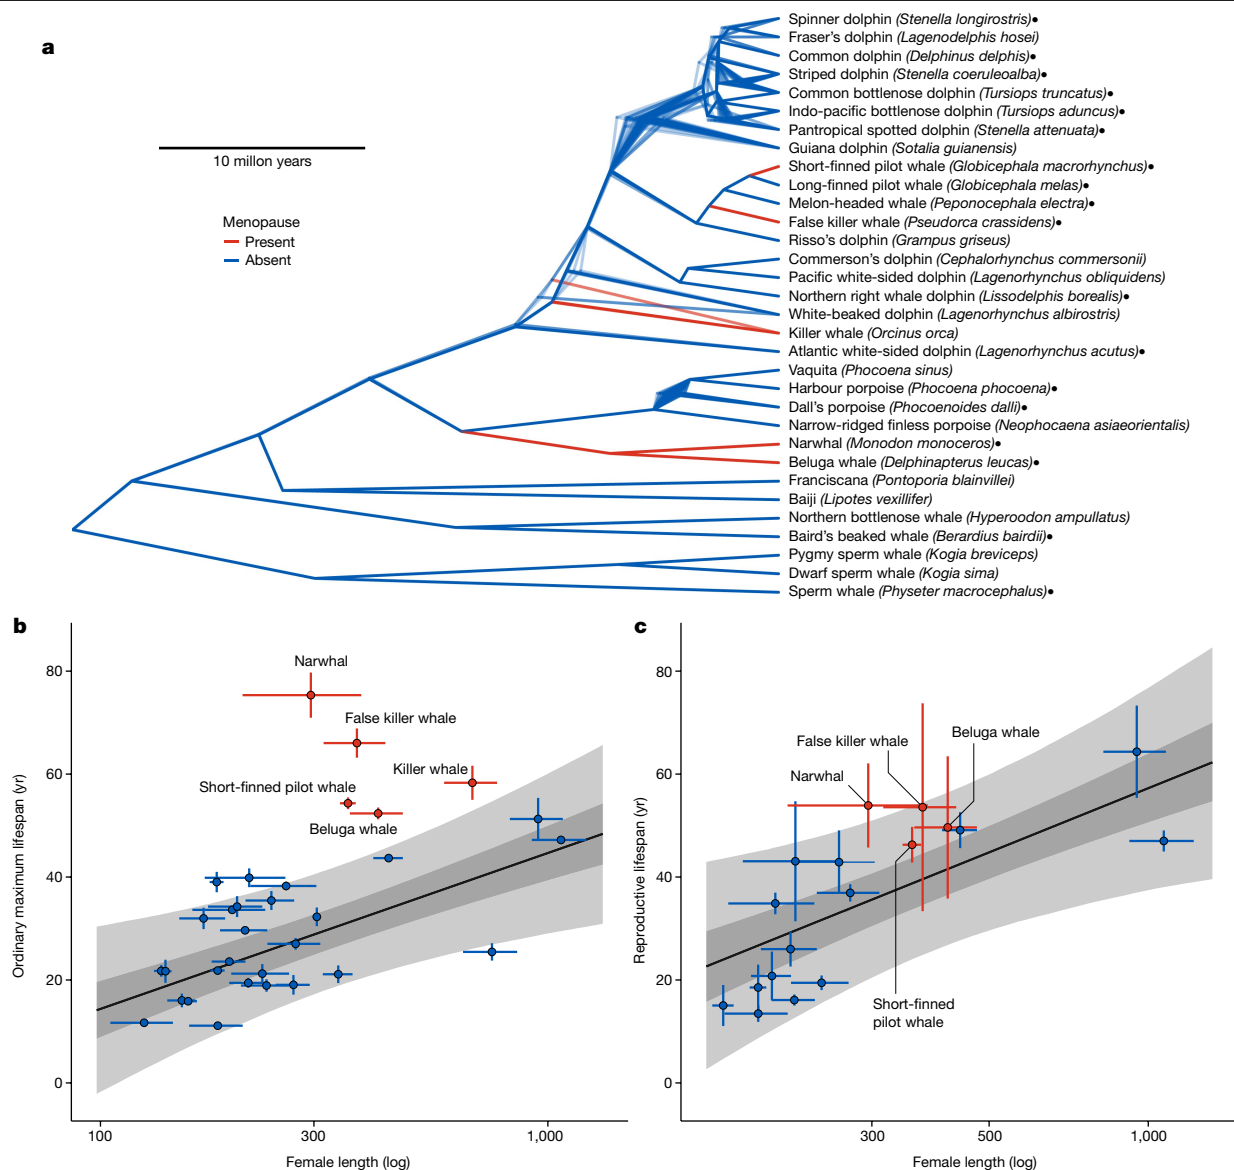 a
Spinner dolphin (Stenella longirostris)•
Fraser's dolphin (Lagenodelphis hosei)
Common dolphin (Delphinus delphis)•
Striped dolphin (Stenella coeruleoalba)•
Common bottlenose dolphin (Tursiops truncatus)•
Indo-pacific bottlenose dolphin (Tursiops aduncus)•
Pantropical spotted dolphin (Stenella attenuata)•
Guiana dolphin (Sotalia guianensis)
Short-finned pilot whale (Globicephala macrorhynchus)•
Long-finned pilot whale (Globicephala melas)•
Melon-headed whale (Peponocephala electra)•
False killer whale (Pseudorca crassidens)•
Risso's dolphin (Grampus griseus)
Commerson's dolphin (Cephalorhynchus commersonii)
Pacific white-sided dolphin (Lagenorhynchus obliquidens)
Northern right whale dolphin (Lissodelphis borealis)•
White-beaked dolphin (Lagenorhynchus albirostris)
Killer whale (Orcinus orca)
Atlantic white-sided dolphin (Lagenorhynchus acutus)•
Vaquita (Phocoena sinus)
Harbour porpoise (Phocoena phocoena)•
Dall's porpoise (Phocoenoides dalli)•
Narrow-ridged finless porpoise (Neophocaena asiaeorientalis)
Narwhal (Monodon monoceros)•
Beluga whale (Delphinapterus leucas)•
Franciscana (Pontoporia blainvillei)
Baiji (Lipotes vexillifer)
Northern bottlenose whale (Hyperoodon ampullatus)
Baird's beaked whale (Berardius bairdii)•
Pygmy sperm whale (Kogia breviceps)
Dwarf sperm whale (Kogia sima)
Sperm whale (Physeter macrocephalus)•
10 millon years
Menopause
Present
Absent
b
Ordinary maximum lifespan (yr)
80
60
40
20
0
Narwhal
False killer whale
Killer whale
Short-finned pilot whale
Beluga whale
100
300
1,000
Female length (log)
c
Reproductive lifespan (yr)
80
60
40
20
0
False killer whale
Beluga whale
Narwhal
Short-finned
pilot whale
300
500
1,000
Female length (log)